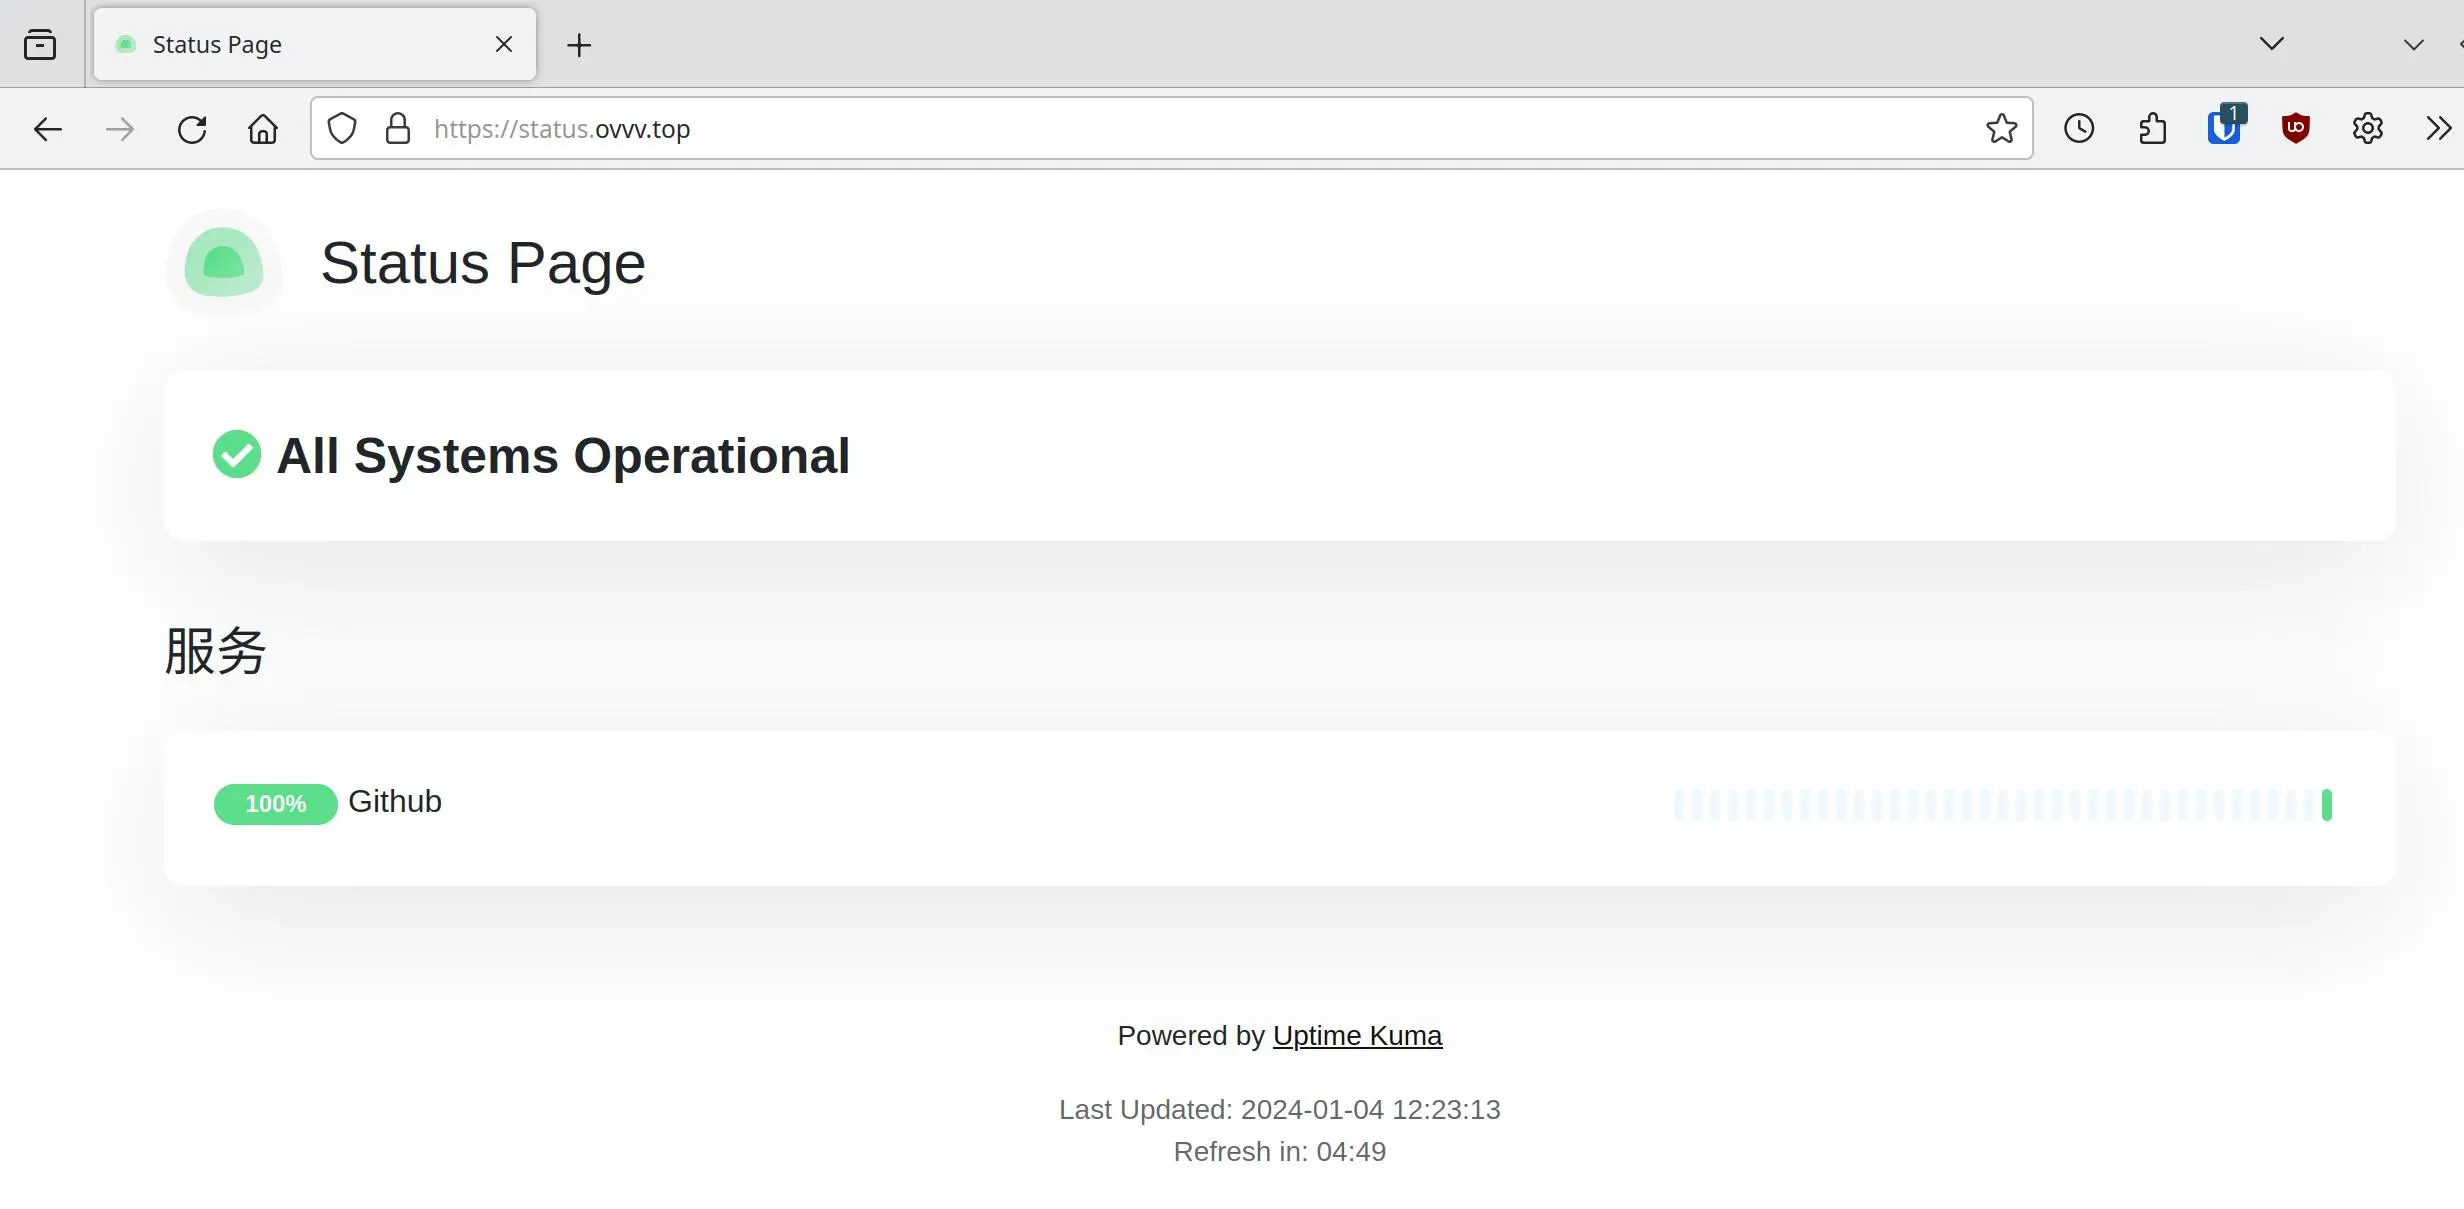 Status Page
https://status.ovvv.top
1
Status Page
All Systems Operational
服务
100% Github
Powered by Uptime Kuma
Last Updated: 2024-01-04 12:23:13
Refresh in: 04:49